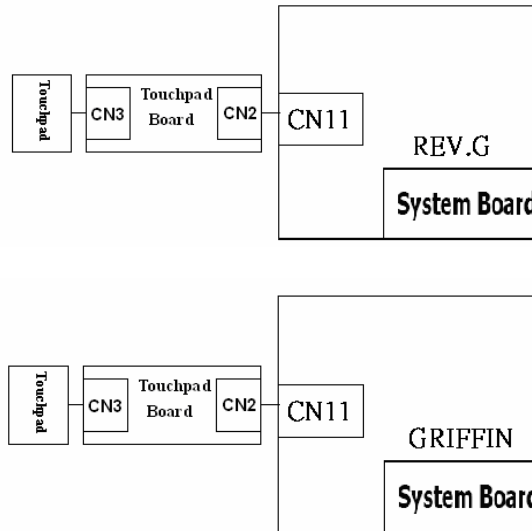 Touchpad
CN3
Touchpad
Board
CN2
CN11
REV.G
System Board
Touchpad
CN3
Touchpad
Board
CN2
CN11
GRIFFIN
System Board